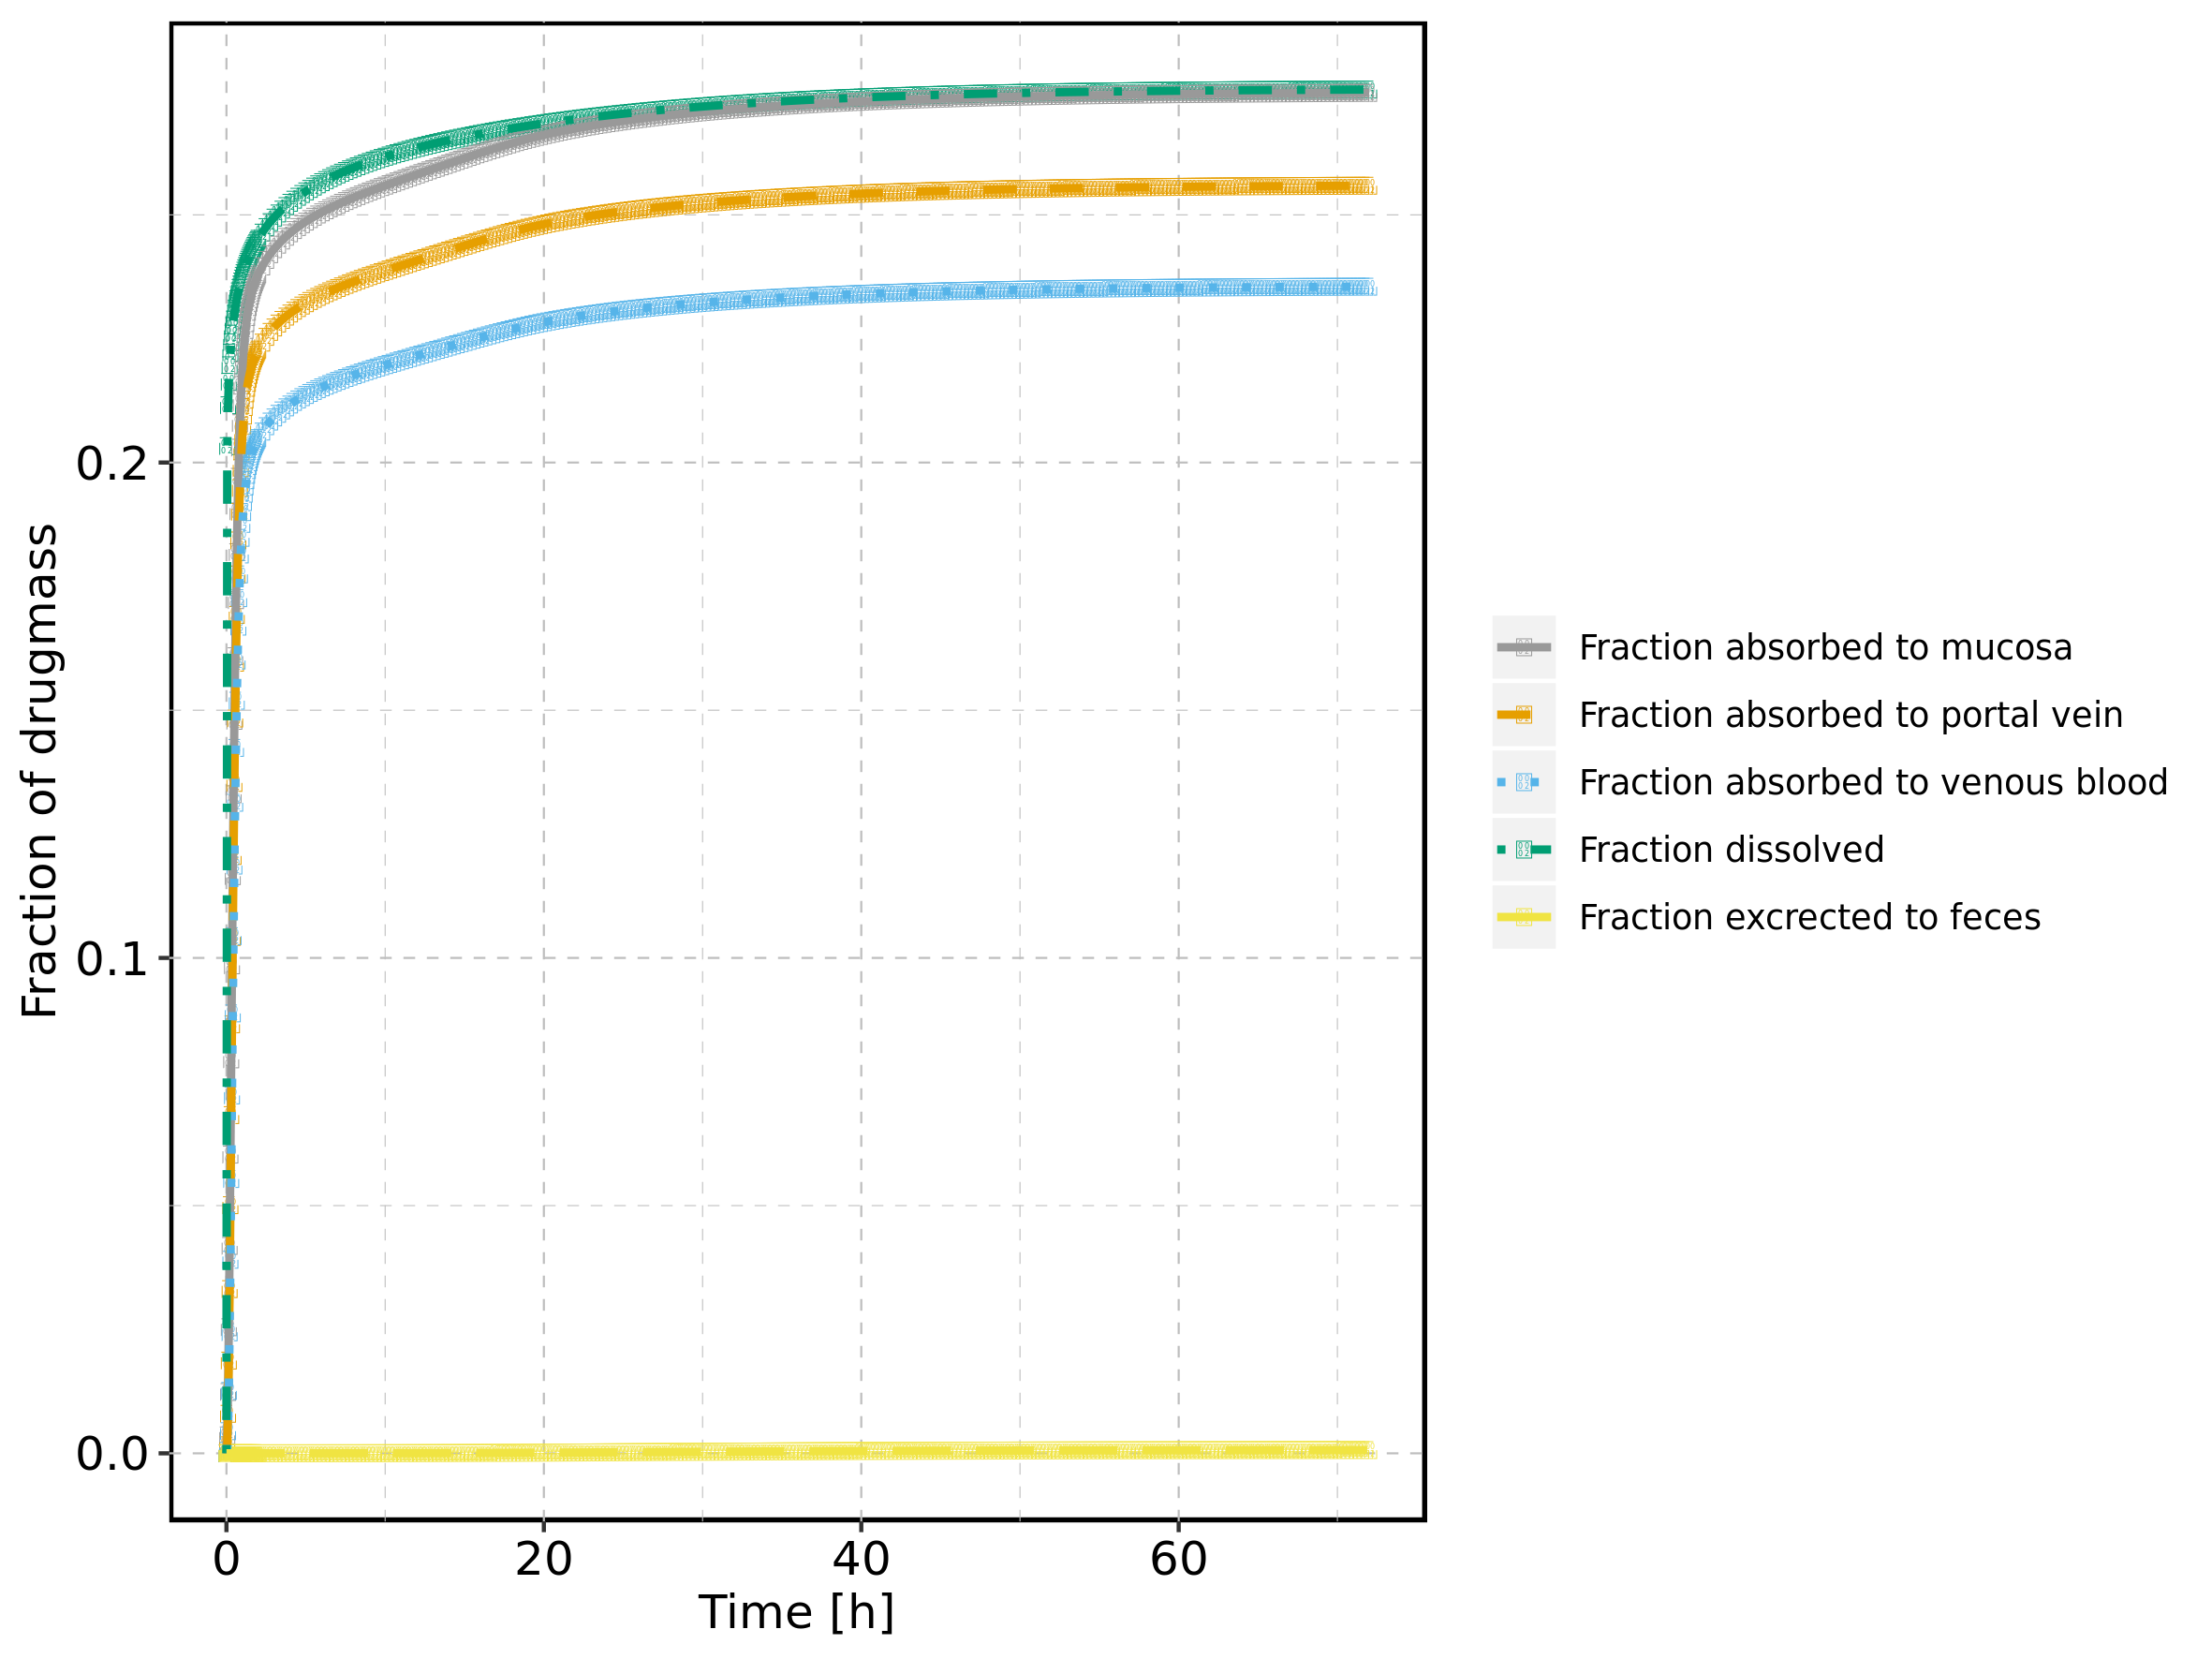 Fraction of drugmass
0.2
0.1
0.0
0 20 40 60
Time [h]
Fraction absorbed to mucosa
Fraction absorbed to portal vein
Fraction absorbed to venous blood
Fraction dissolved
Fraction excrected to feces